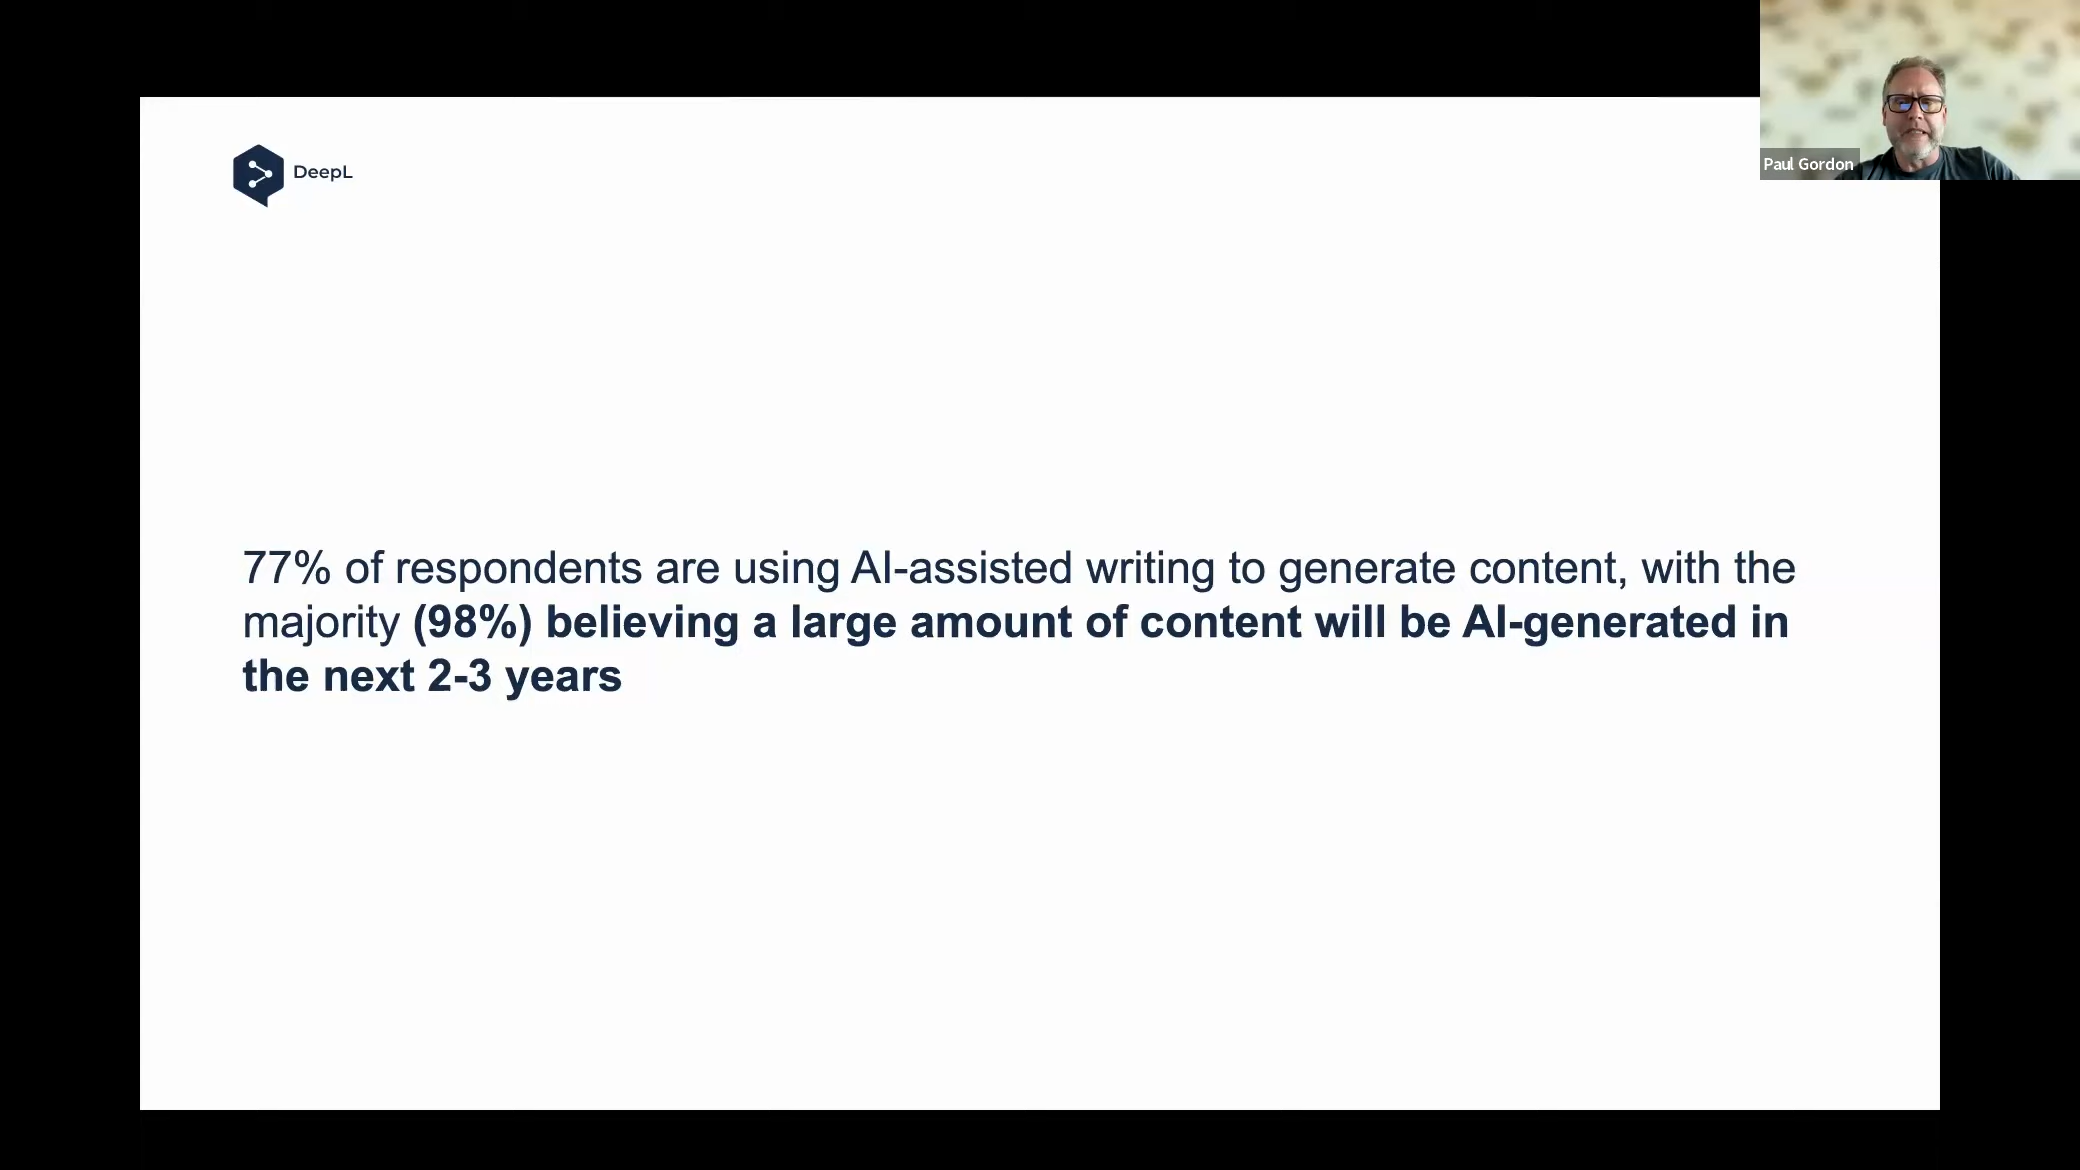 DeepL
Paul Gordon
77% of respondents are using AI-assisted writing to generate content, with the
majority (98%) believing a large amount of content will be AI-generated in
the next 2-3 years